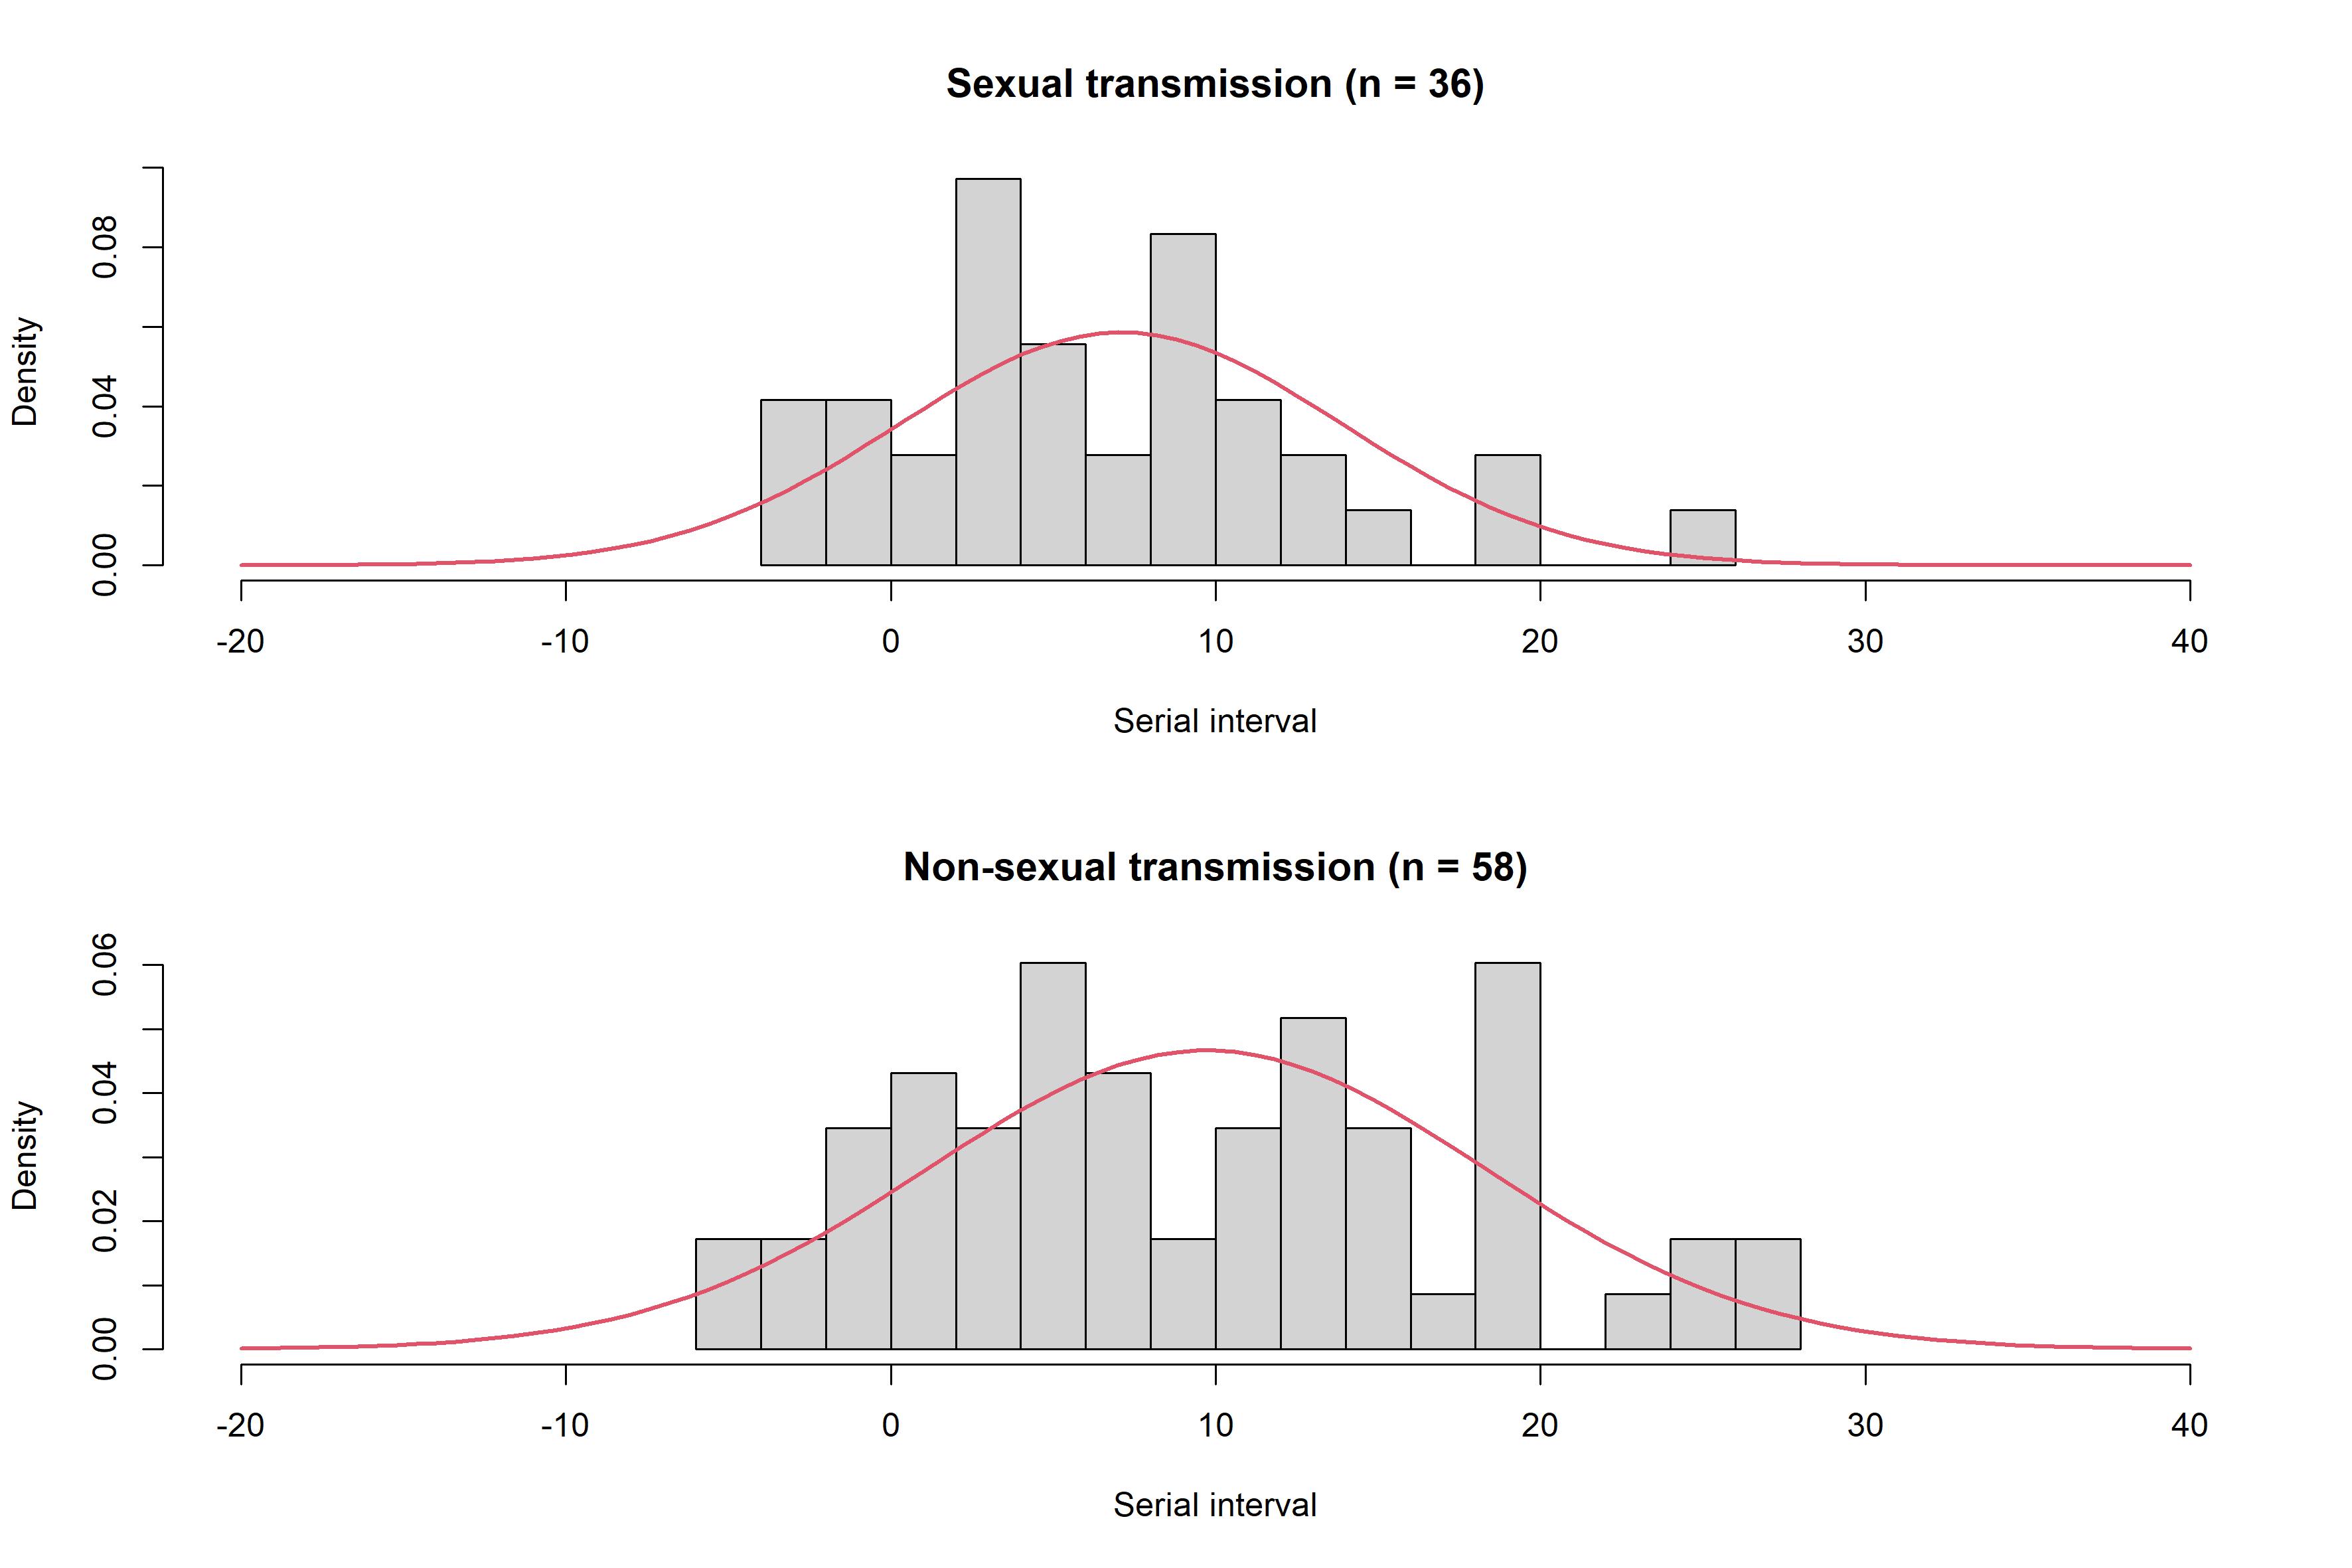 Sexual transmission (n = 36)
Density
0.00 0.04 0.08
-20 -10 0 10 20 30 40
Serial interval
Non-sexual transmission (n = 58)
Density
0.00 0.02 0.04 0.06
-20 -10 0 10 20 30 40
Serial interval